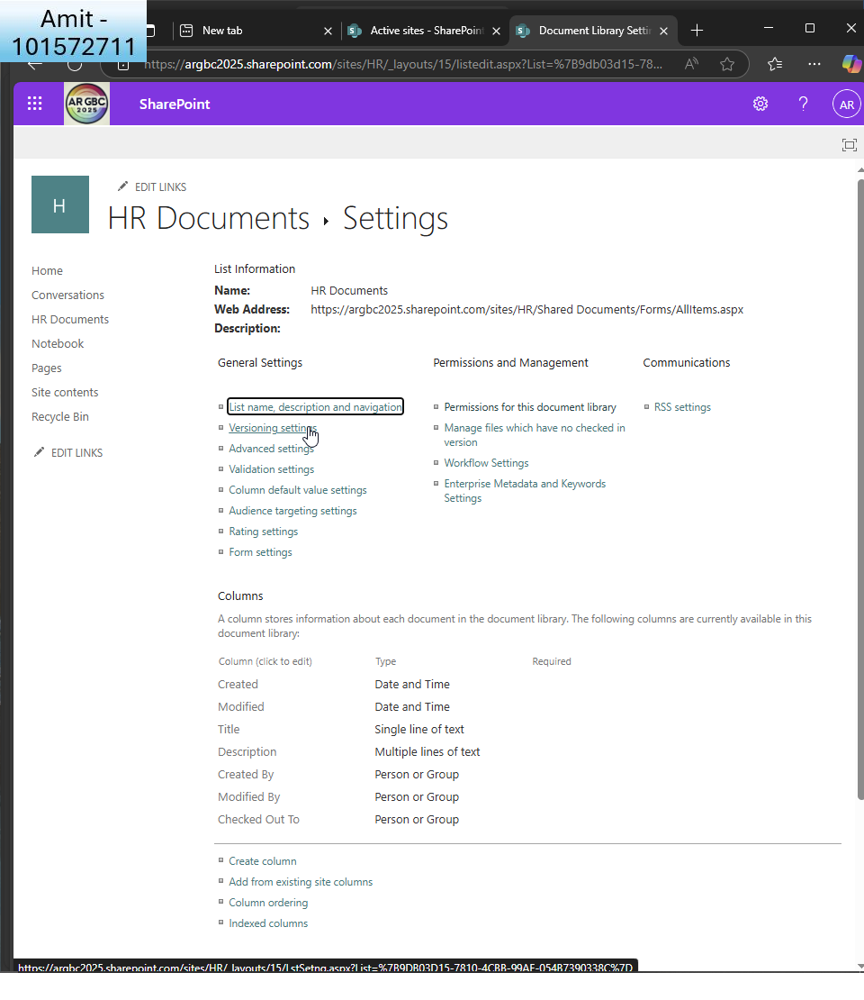 Amit -
101572711
New tab
Active sites - SharePoint
Document Library Settin
https://argbc2025.sharepoint.com/sites/HR/_layouts/15/listedit.aspx?List=%7B9db03d15-78...
AR GBC
2025
SharePoint
?
AR
H
EDIT LINKS
HR Documents ▸ Settings
Home
Conversations
HR Documents
Notebook
Pages
Site contents
Recycle Bin
EDIT LINKS
List Information
Name: HR Documents
Web Address: https://argbc2025.sharepoint.com/sites/HR/Shared Documents/Forms/AllItems.aspx
Description:
General Settings
List name, description and navigation
Versioning settings
Advanced settings
Validation settings
Column default value settings
Audience targeting settings
Rating settings
Form settings
Permissions and Management
Permissions for this document library
Manage files which have no checked in
version
Workflow Settings
Enterprise Metadata and Keywords
Settings
Communications
RSS settings
Columns
A column stores information about each document in the document library. The following columns are currently available in this
document library:
Column (click to edit) Type Required
Created Date and Time
Modified Date and Time
Title Single line of text
Description Multiple lines of text
Created By Person or Group
Modified By Person or Group
Checked Out To Person or Group
Create column
Add from existing site columns
Column ordering
Indexed columns
https://argbc2025.sharepoint.com/sites/HR/_layouts/15/LstSetng.aspx?List=%7B9DB03D15-7810-4CBB-99AE-054B7390338C%7D